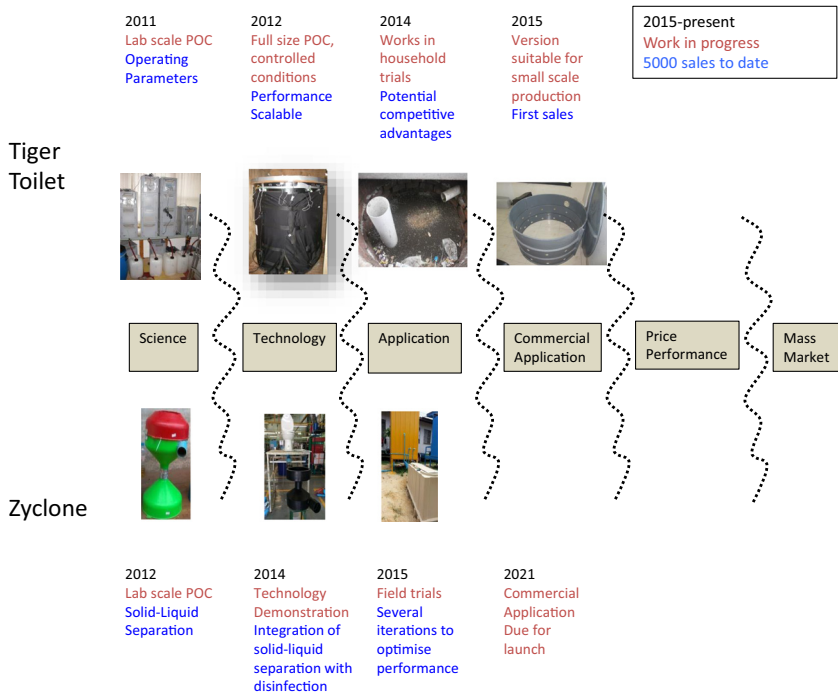 2011
Lab scale POC
Operating
Parameters
2012
Full size POC,
controlled
conditions
Performance
Scalable
2014
Works in
household
trials
Potential
competitive
advantages
2015
Version
suitable for
small scale
production
First sales
2015-present
Work in progress
5000 sales to date
Tiger
Toilet
Science
Technology
Application
Commercial
Application
Price
Performance
Mass
Market
Zyclone
2012
Lab scale POC
Solid-Liquid
Separation
2014
Technology
Demonstration
Integration of
solid-liquid
separation with
disinfection
2015
Field trials
Several
iterations to
optimise
performance
2021
Commercial
Application
Due for
launch